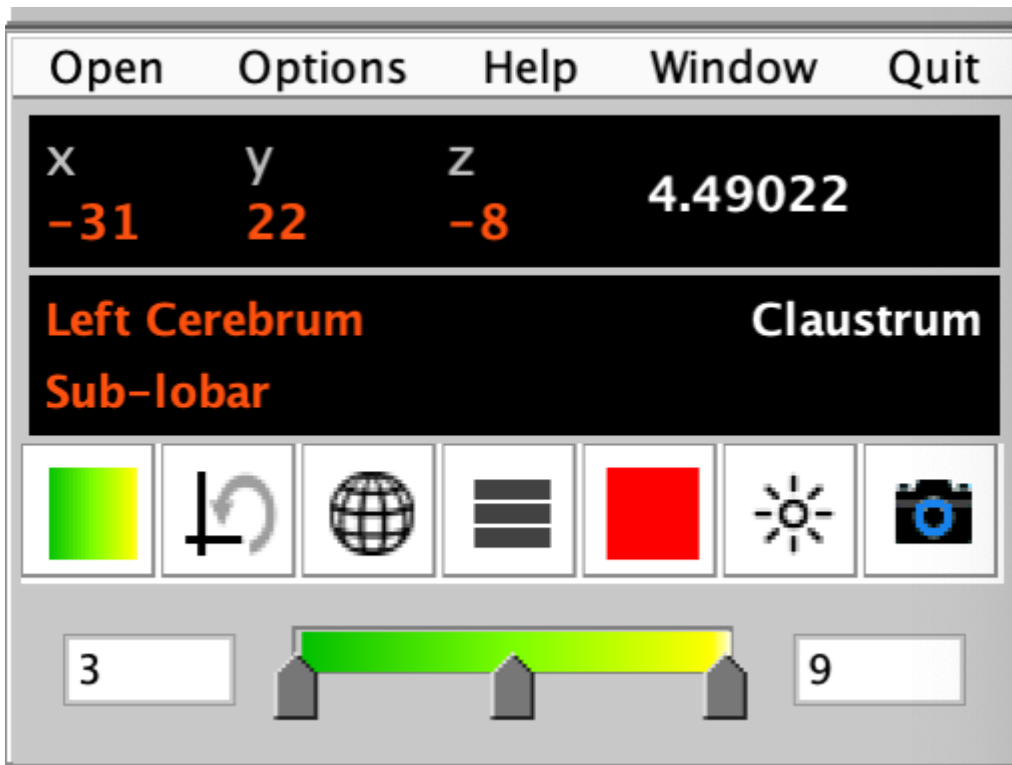 Open Options Help Window Quit
x y z
-31 22 -8 4.49022
Left Cerebrum Claustrum
Sub-lobar
3 9